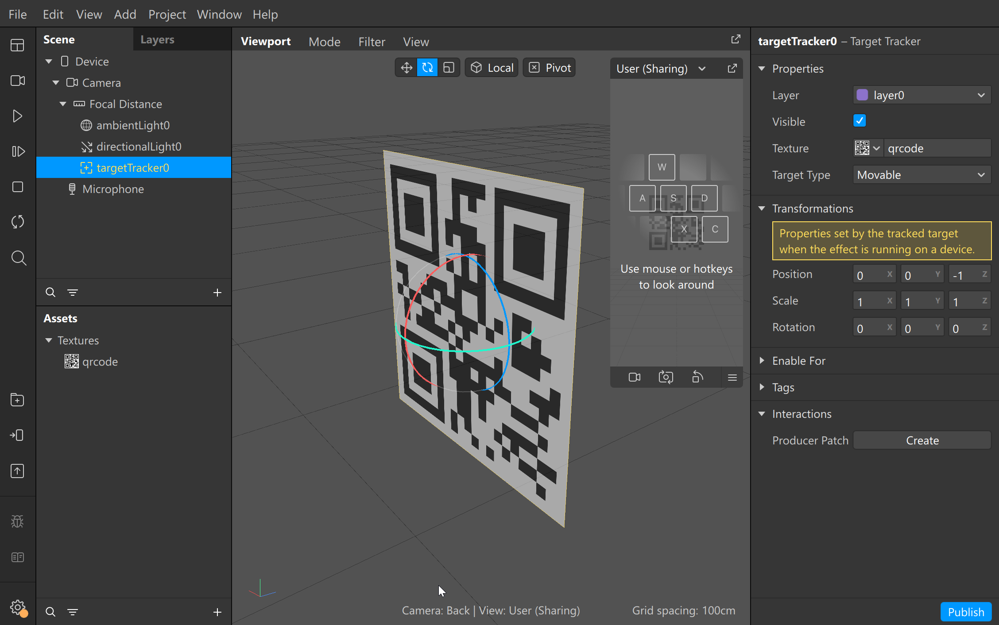 File Edit View Add Project Window Help
Scene Layers
Device
Camera
Focal Distance
ambientLight0
directionalLight0
targetTracker0
Microphone
Assets
Textures
qrcode
Viewport Mode Filter View
Local Pivot
User (Sharing)
W
A S D
X C
Use mouse or hotkeys
to look around
Camera: Back | View: User (Sharing)
Grid spacing: 100cm
targetTracker0 – Target Tracker
Properties
Layer layer0
Visible
Texture qrcode
Target Type Movable
Transformations
Properties set by the tracked target
when the effect is running on a device.
Position 0 X 0 Y -1 Z
Scale 1 X 1 Y 1 Z
Rotation 0 X 0 Y 0 Z
Enable For
Tags
Interactions
Producer Patch Create
Publish